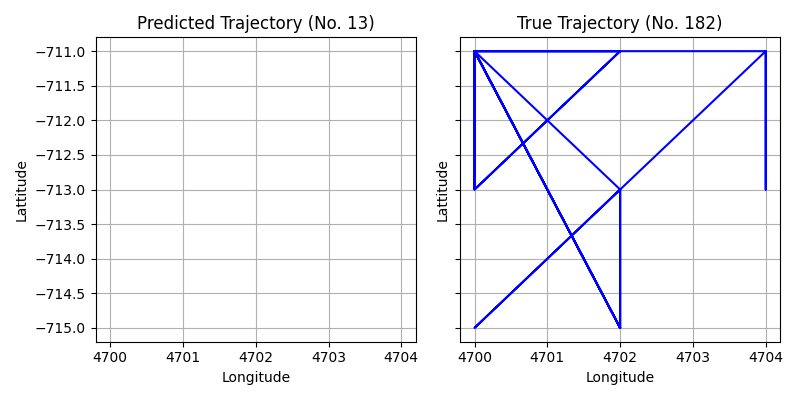 Predicted Trajectory (No. 13)
True Trajectory (No. 182)
−711.0
−711.5
−712.0
−712.5
−713.0
−713.5
−714.0
−714.5
−715.0
Lattitude
Lattitude
4700 4701 4702 4703 4704
4700 4701 4702 4703 4704
Longitude
Longitude